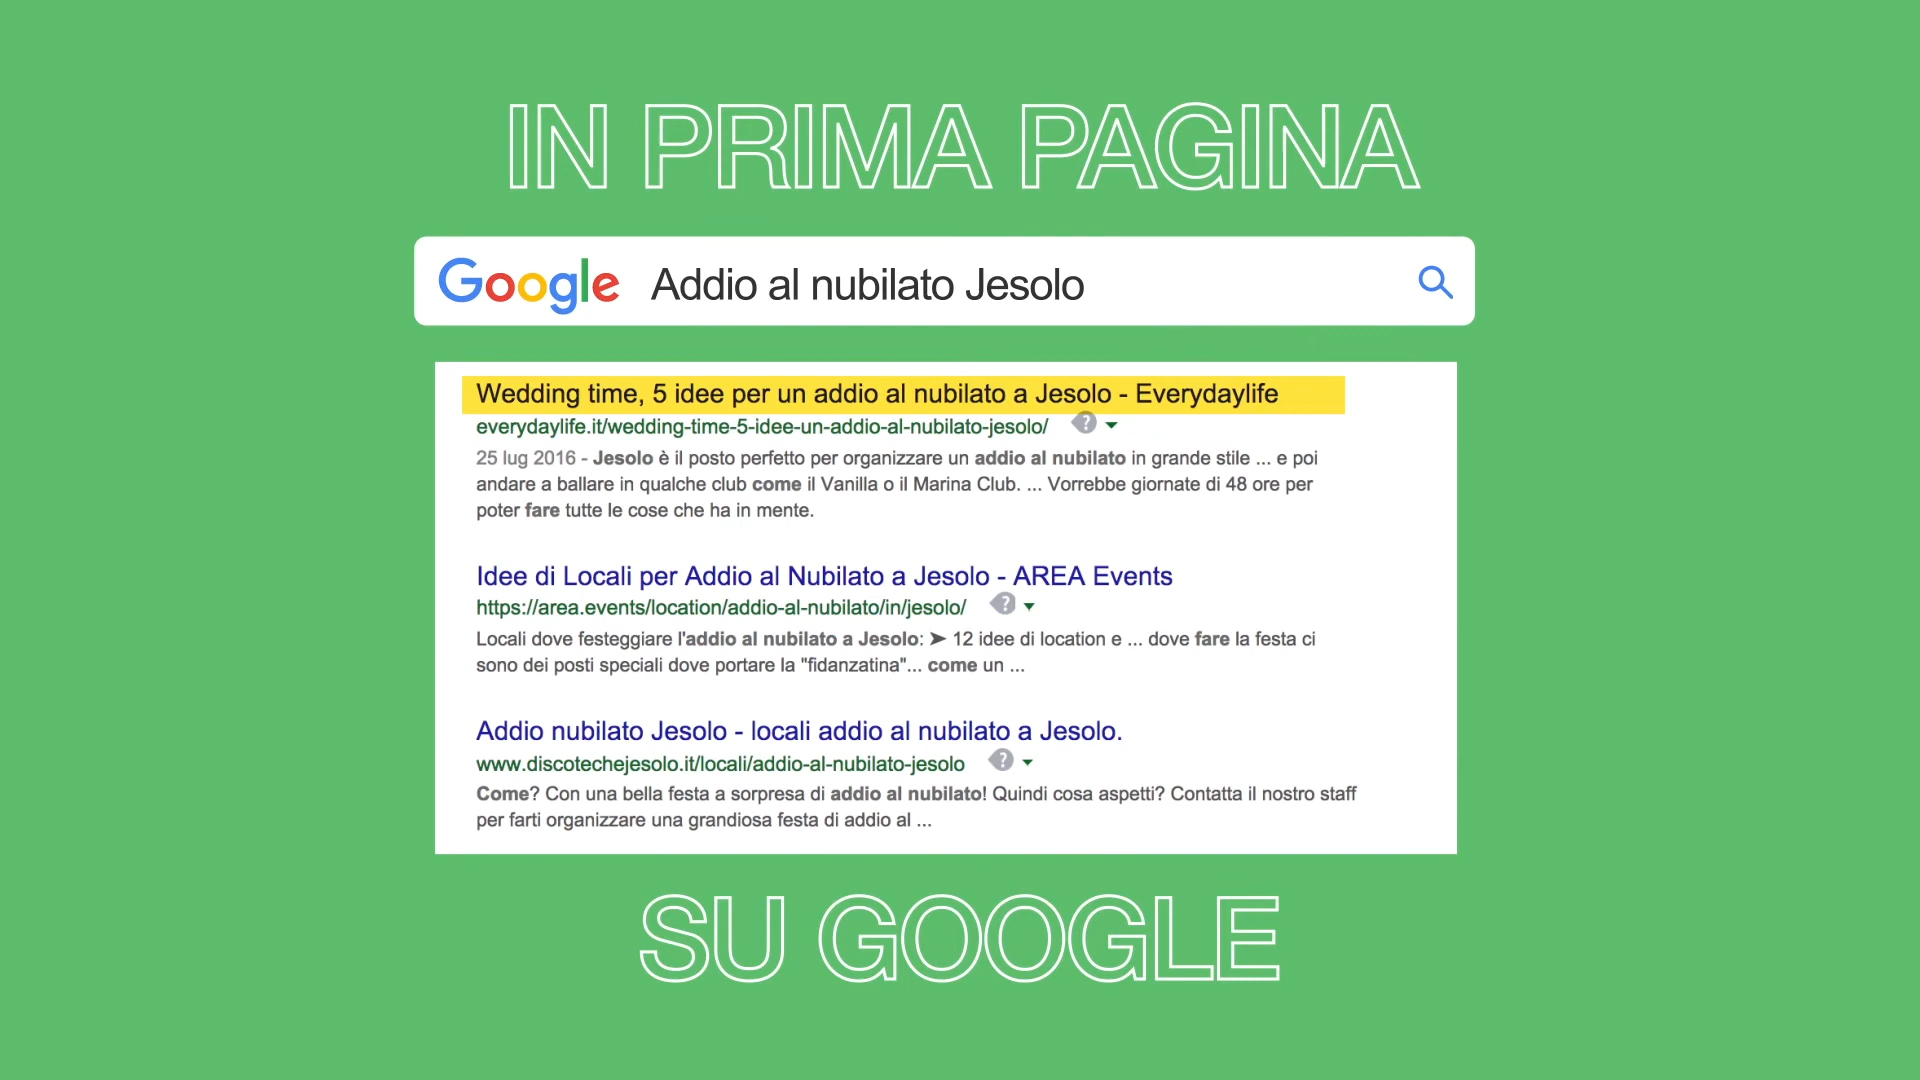 IN PRIMA PAGINA
Google Addio al nubilato Jesolo
Wedding time, 5 idee per un addio al nubilato a Jesolo - Everydaylife
everydaylife.it/wedding-time-5-idee-un-addio-al-nubilato-jesolo/ ?
25 lug 2016 - Jesolo è il posto perfetto per organizzare un addio al nubilato in grande stile ... e poi
andare a ballare in qualche club come il Vanilla o il Marina Club. ... Vorrebbe giornate di 48 ore per
poter fare tutte le cose che ha in mente.
Idee di Locali per Addio al Nubilato a Jesolo - AREA Events
https://area.events/location/addio-al-nubilato/in/jesolo/ ?
Locali dove festeggiare l'addio al nubilato a Jesolo: ➤ 12 idee di location e ... dove fare la festa ci
sono dei posti speciali dove portare la "fidanzatina"... come un ...
Addio nubilato Jesolo - locali addio al nubilato a Jesolo.
www.discotechejesolo.it/locali/addio-al-nubilato-jesolo ?
Come? Con una bella festa a sorpresa di addio al nubilato! Quindi cosa aspetti? Contatta il nostro staff
per farti organizzare una grandiosa festa di addio al ...
SU GOOGLE